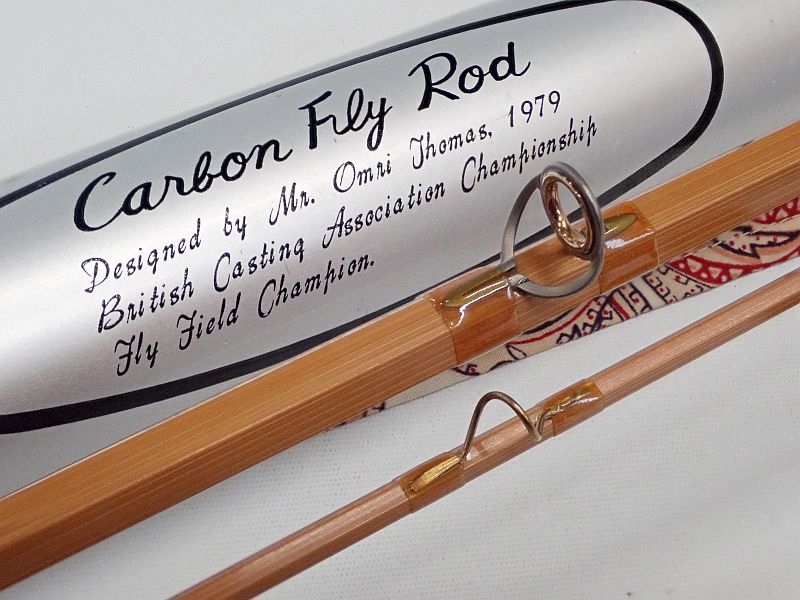 Carbon Fly Rod
Designed by Mr. Omri Thomas, 1979
British Casting Association Championship
Fly Field Champion.